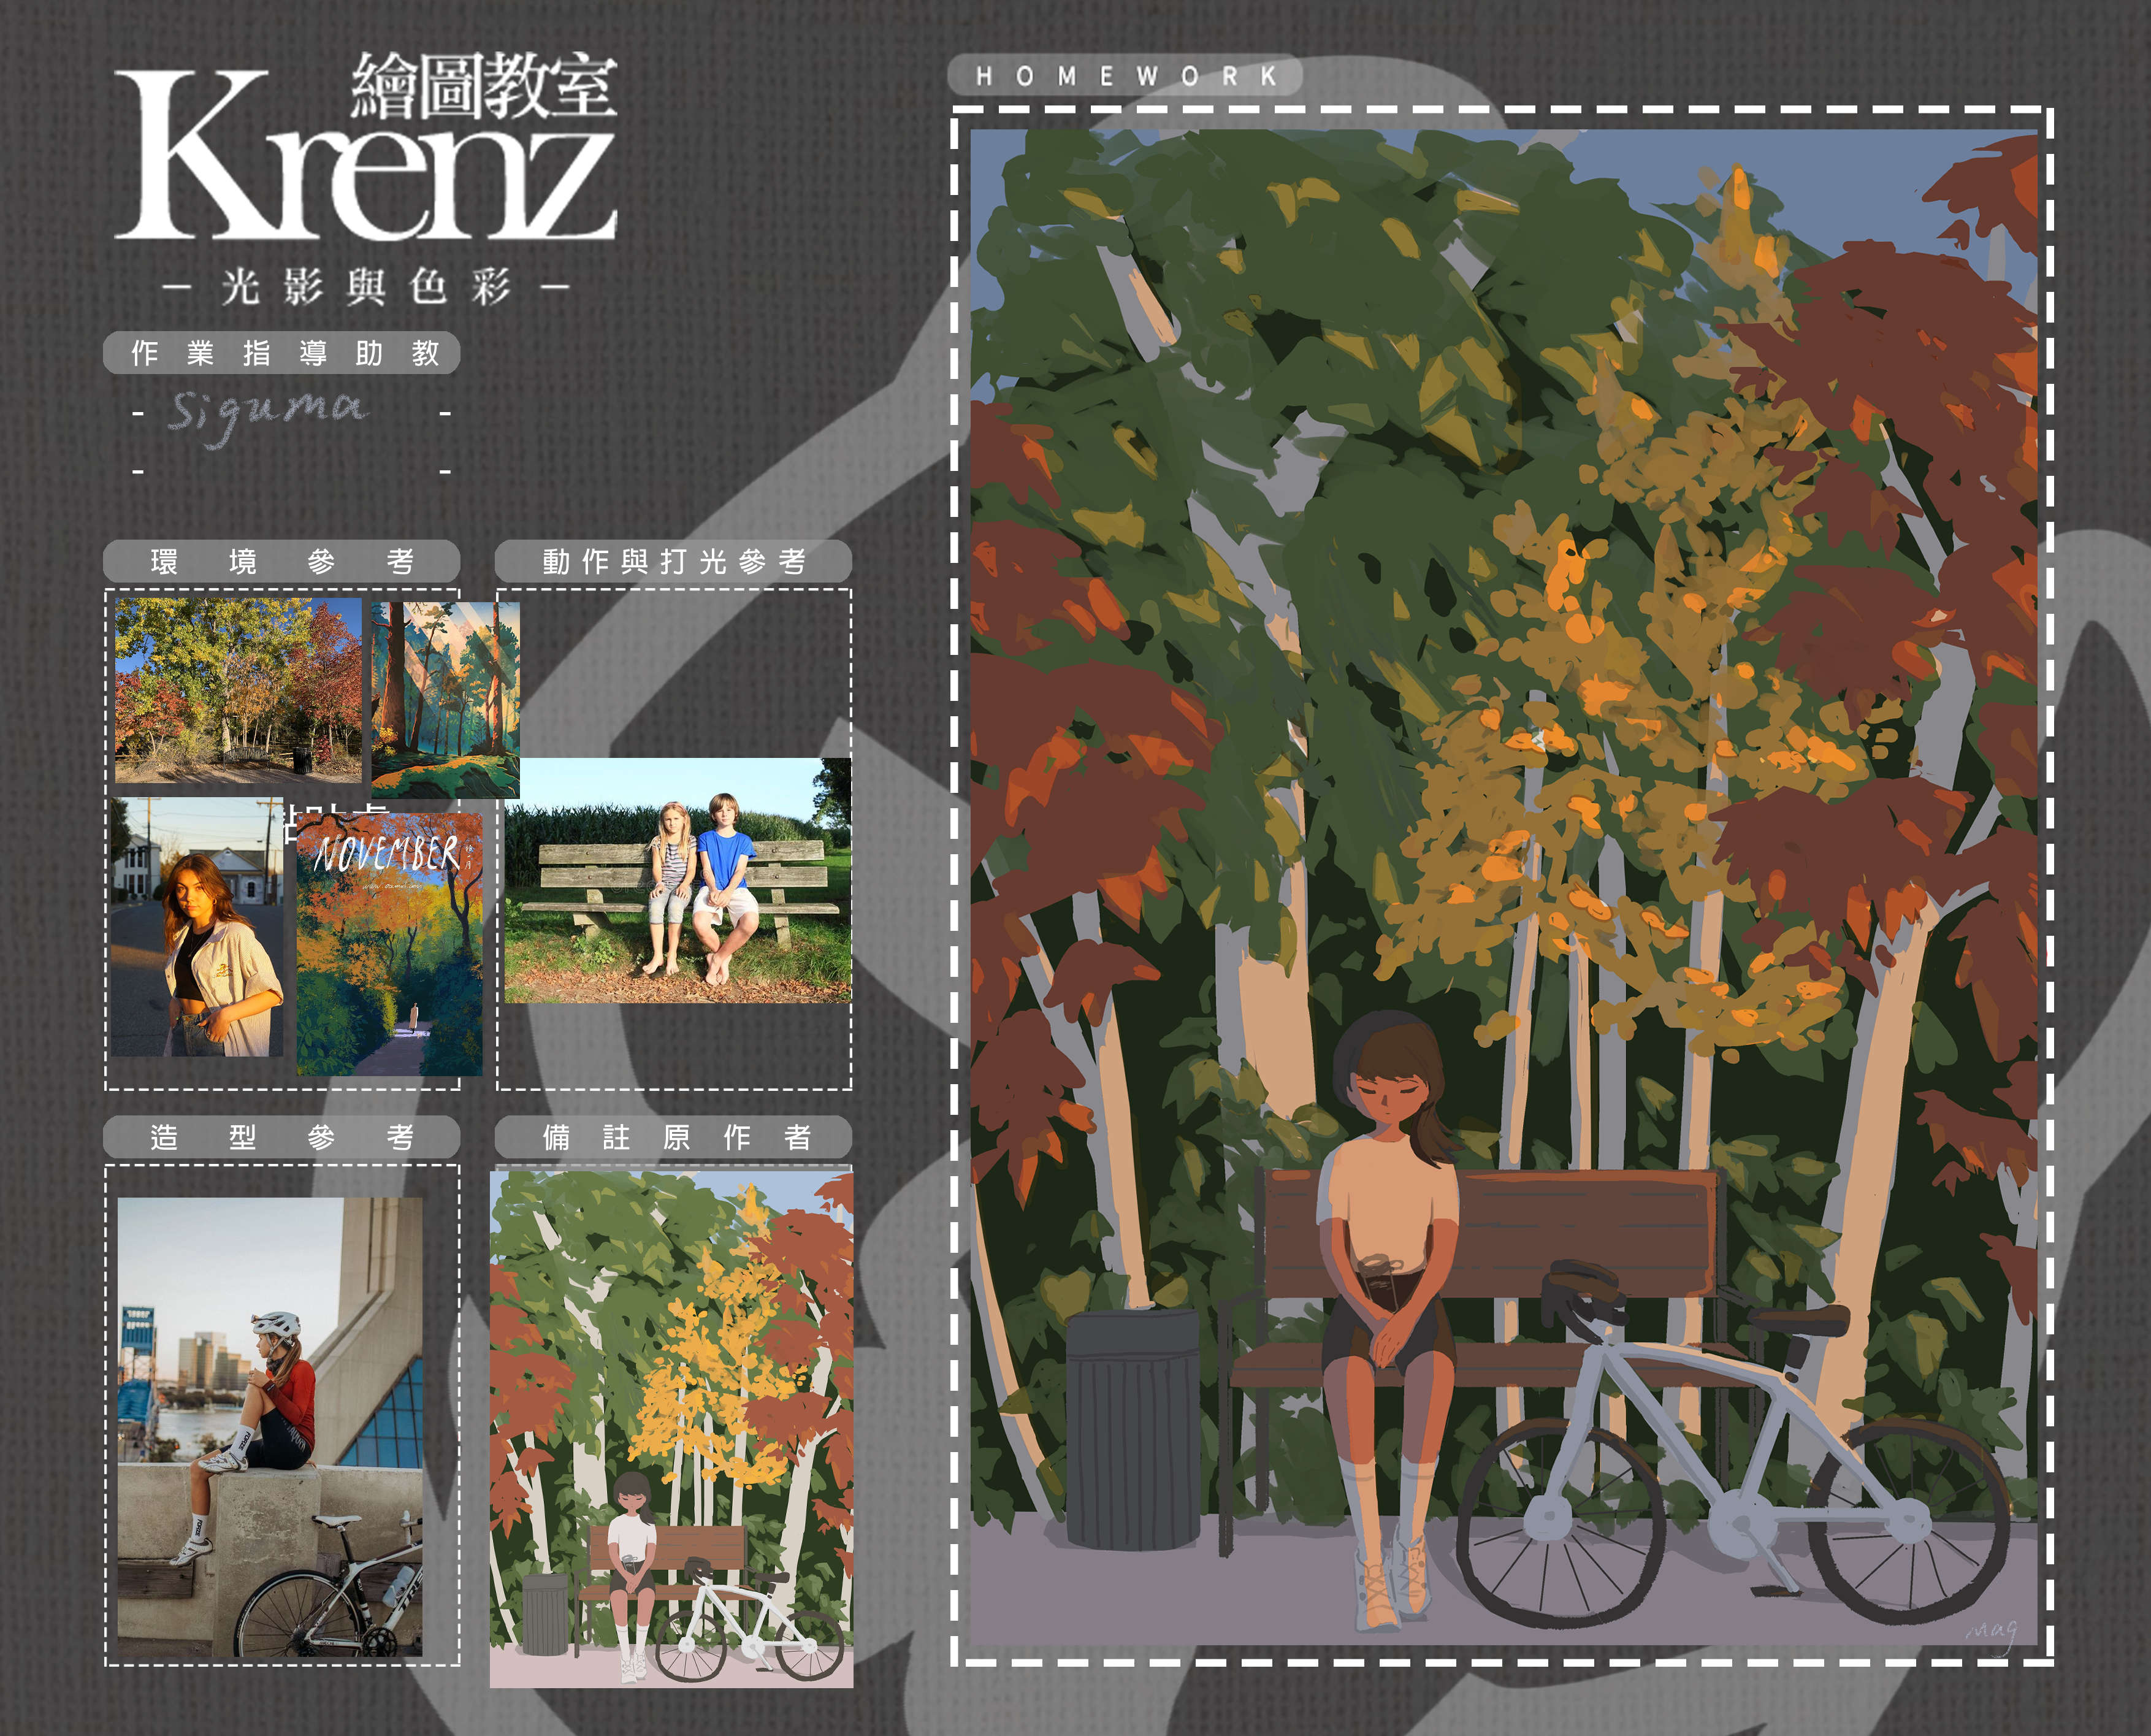 繪圖教室
Krenz
－光影與色彩－
作業指導助教
- Siguma -
- -
環境參考
動作與打光參考
NOVEMBER
造型參考
備註原作者
HOMEWORK
mag